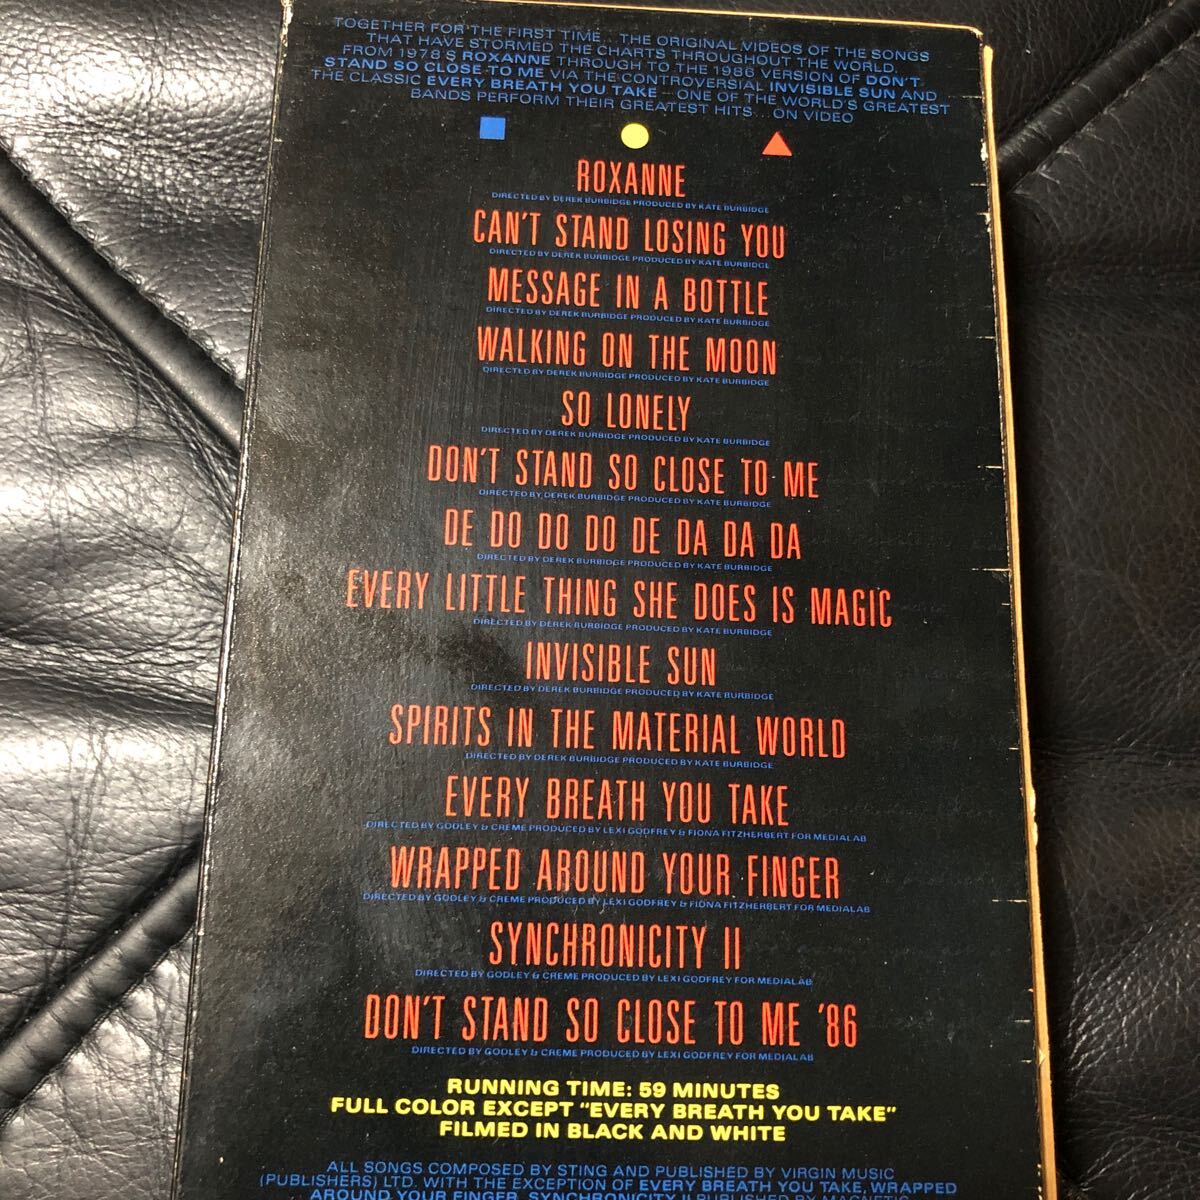 TOGETHER FOR THE FIRST TIME... THE ORIGINAL VIDEOS OF THE SONGS
THAT HAVE STORMED THE CHARTS THROUGHOUT THE WORLD.
FROM 1978'S ROXANNE THROUGH TO THE 1986 VERSION OF DON'T
STAND SO CLOSE TO ME VIA THE CONTROVERSIAL INVISIBLE SUN AND
THE CLASSIC EVERY BREATH YOU TAKE—ONE OF THE WORLD'S GREATEST
BANDS PERFORM THEIR GREATEST HITS... ON VIDEO
ROXANNE
DIRECTED BY DEREK BURBIDGE PRODUCED BY KATE BURBIDGE
CAN'T STAND LOSING YOU
DIRECTED BY DEREK BURBIDGE PRODUCED BY KATE BURBIDGE
MESSAGE IN A BOTTLE
DIRECTED BY DEREK BURBIDGE PRODUCED BY KATE BURBIDGE
WALKING ON THE MOON
DIRECTED BY DEREK BURBIDGE PRODUCED BY KATE BURBIDGE
SO LONELY
DIRECTED BY DEREK BURBIDGE PRODUCED BY KATE BURBIDGE
DON'T STAND SO CLOSE TO ME
DIRECTED BY DEREK BURBIDGE PRODUCED BY KATE BURBIDGE
DE DO DO DO DE DA DA DA
DIRECTED BY DEREK BURBIDGE PRODUCED BY KATE BURBIDGE
EVERY LITTLE THING SHE DOES IS MAGIC
DIRECTED BY DEREK BURBIDGE PRODUCED BY KATE BURBIDGE
INVISIBLE SUN
DIRECTED BY DEREK BURBIDGE PRODUCED BY KATE BURBIDGE
SPIRITS IN THE MATERIAL WORLD
DIRECTED BY DEREK BURBIDGE PRODUCED BY KATE BURBIDGE
EVERY BREATH YOU TAKE
DIRECTED BY GODLEY & CREME PRODUCED BY LEXI GODFREY & FIONA FITZHERBERT FOR MEDIALAB
WRAPPED AROUND YOUR FINGER
DIRECTED BY GODLEY & CREME PRODUCED BY LEXI GODFREY & FIONA FITZHERBERT FOR MEDIALAB
SYNCHRONICITY II
DIRECTED BY GODLEY & CREME PRODUCED BY LEXI GODFREY FOR MEDIALAB
DON'T STAND SO CLOSE TO ME '86
DIRECTED BY GODLEY & CREME PRODUCED BY LEXI GODFREY FOR MEDIALAB
RUNNING TIME: 59 MINUTES
FULL COLOR EXCEPT "EVERY BREATH YOU TAKE"
FILMED IN BLACK AND WHITE
ALL SONGS COMPOSED BY STING AND PUBLISHED BY VIRGIN MUSIC
(PUBLISHERS) LTD. WITH THE EXCEPTION OF EVERY BREATH YOU TAKE, WRAPPED
AROUND YOUR FINGER, SYNCHRONICITY II PUBLISHED BY MAGNETIC